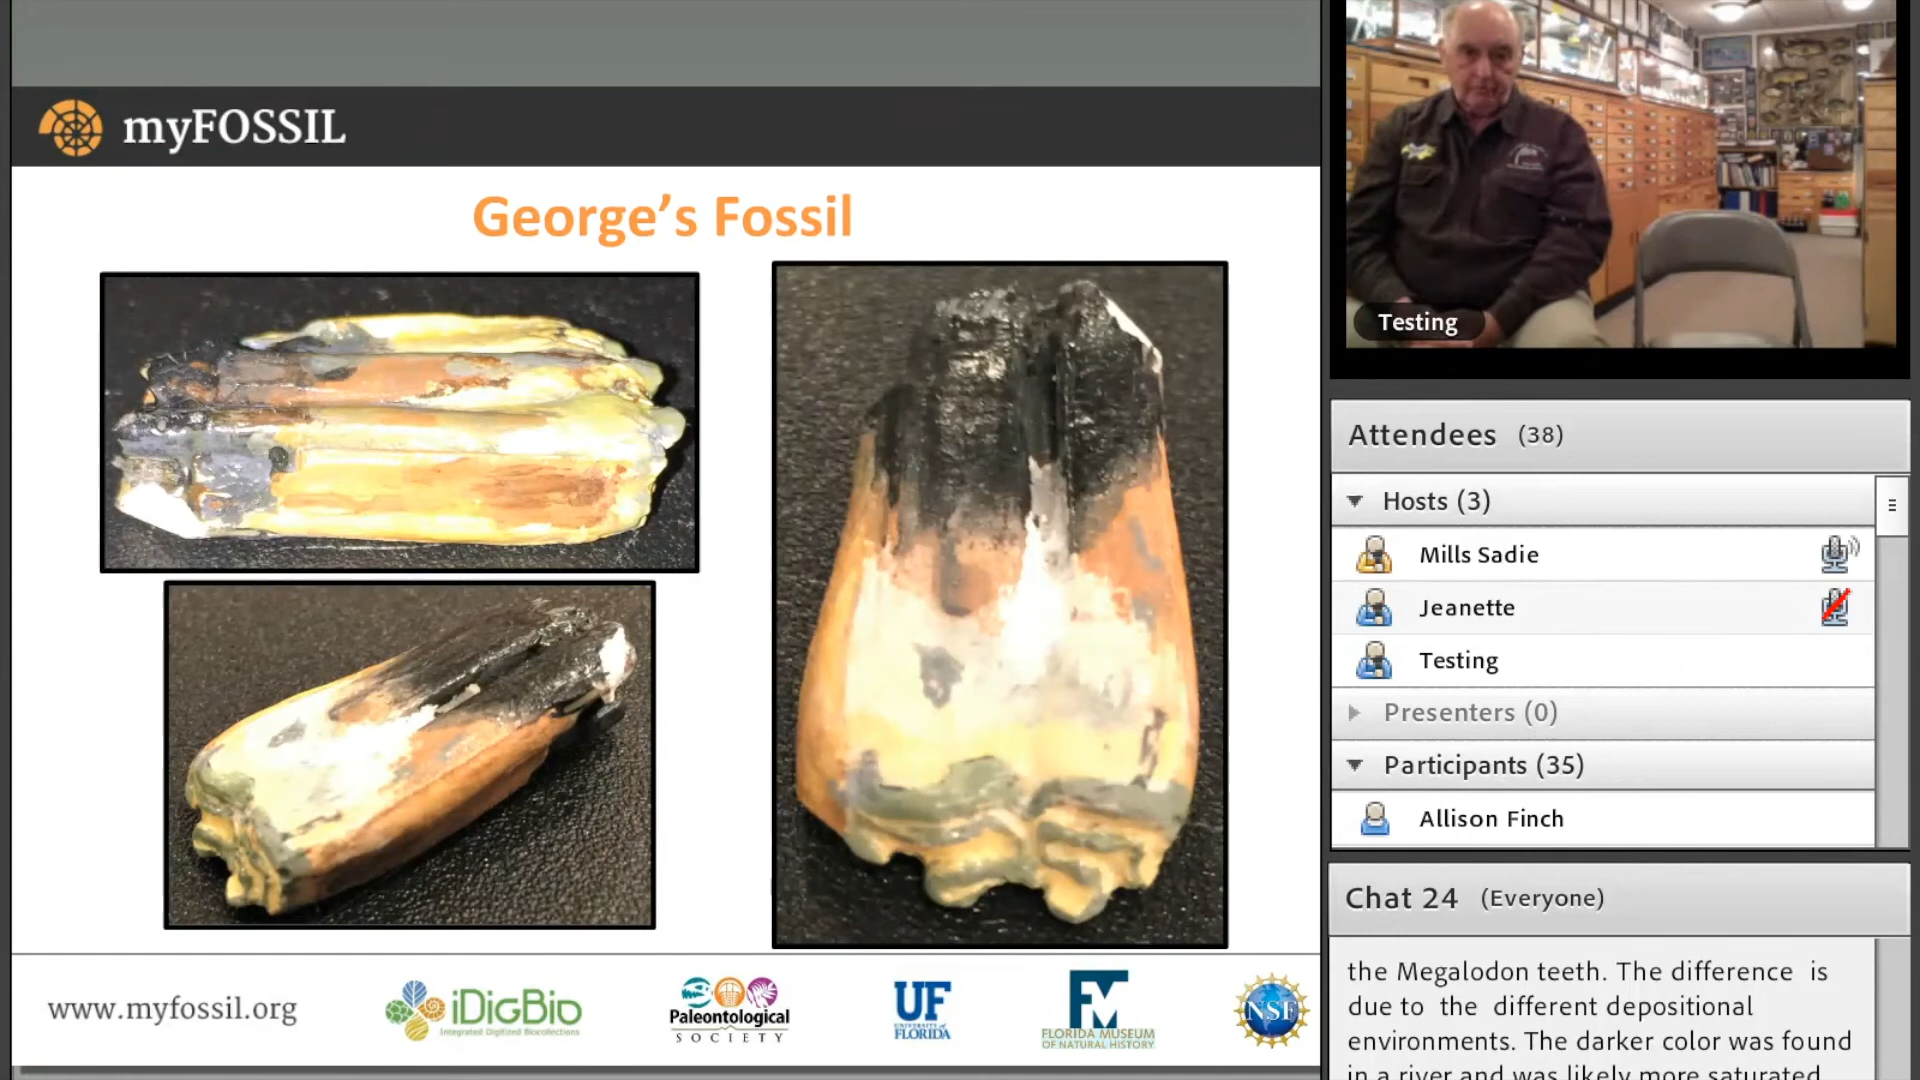 myFOSSIL
George's Fossil
www.myfossil.org
iDigBio
Integrated Digitized Biocollections
Paleontological
SOCIETY
UF
UNIVERSITY of
FLORIDA
FM
FLORIDA MUSEUM
OF NATURAL HISTORY
NSF
Testing
Attendees (38)
Hosts (3)
Mills Sadie
Jeanette
Testing
Presenters (0)
Participants (35)
Allison Finch
Chat 24 (Everyone)
the Megalodon teeth. The difference is
due to the different depositional
environments. The darker color was found
in a river and was likely more saturated